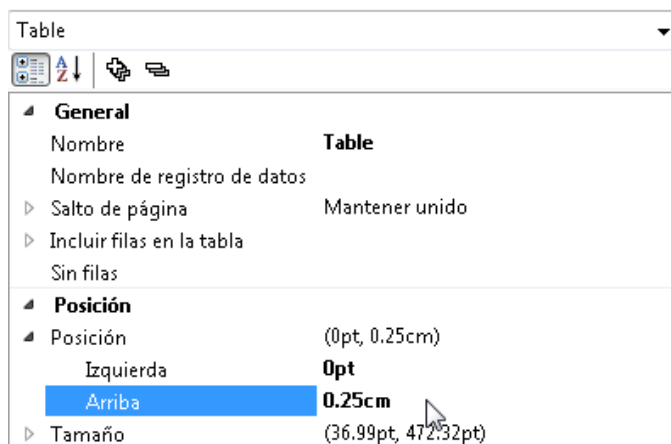 Table
General
Nombre Table
Nombre de registro de datos
Salto de página Mantener unido
Incluir filas en la tabla
Sin filas
Posición
Posición (0pt, 0.25cm)
Izquierda 0pt
Arriba 0.25cm
Tamaño (36.99pt, 472.32pt)